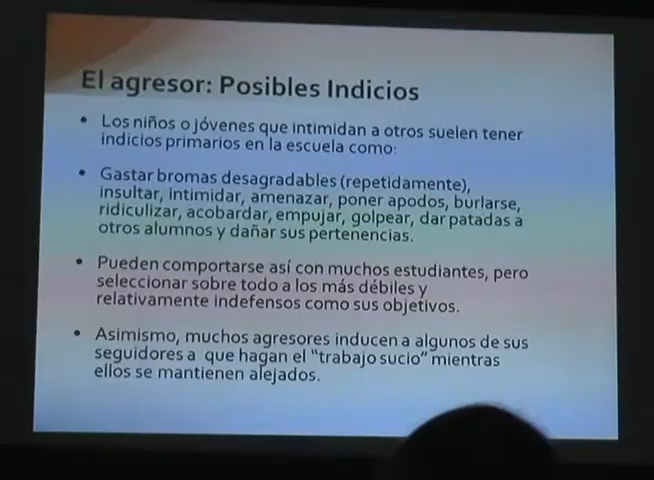 El agresor: Posibles Indicios
• Los niños o jóvenes que intimidan a otros suelen tener
indicios primarios en la escuela como:
• Gastar bromas desagradables (repetidamente),
insultar, intimidar, amenazar, poner apodos, burlarse,
ridiculizar, acobardar, empujar, golpear, dar patadas a
otros alumnos y dañar sus pertenencias.
• Pueden comportarse así con muchos estudiantes, pero
seleccionar sobre todo a los más débiles y
relativamente indefensos como sus objetivos.
• Asimismo, muchos agresores inducen a algunos de sus
seguidores a que hagan el "trabajo sucio" mientras
ellos se mantienen alejados.